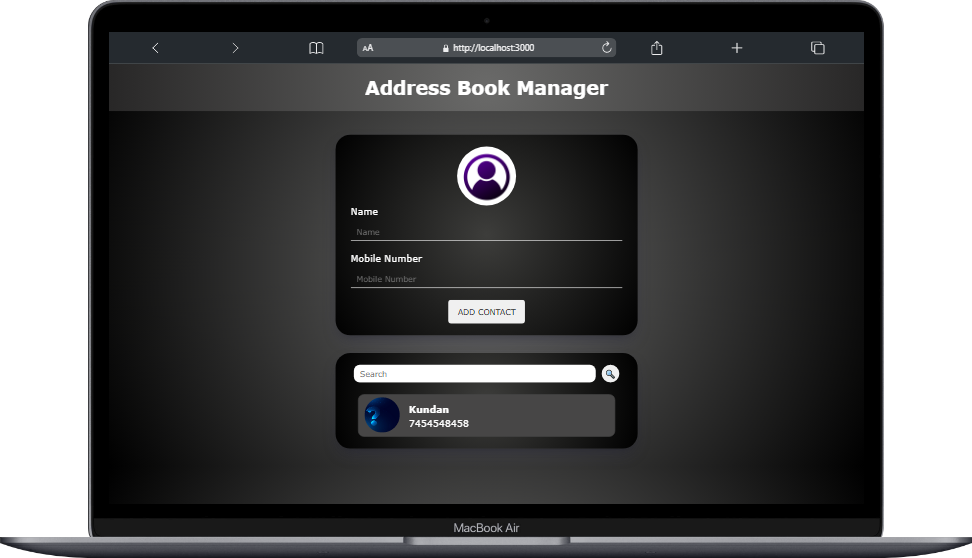 AA http://localhost:3000
Address Book Manager
Name
Name
Mobile Number
Mobile Number
ADD CONTACT
Search
Kundan
7454548458
MacBook Air